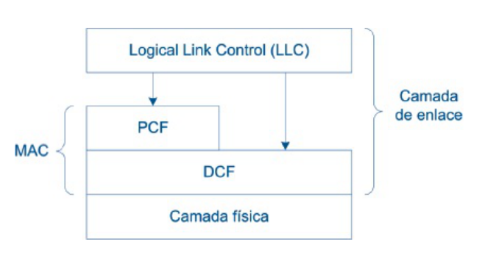 Logical Link Control (LLC)
Camada
de enlace
PCF
MAC
DCF
Camada física